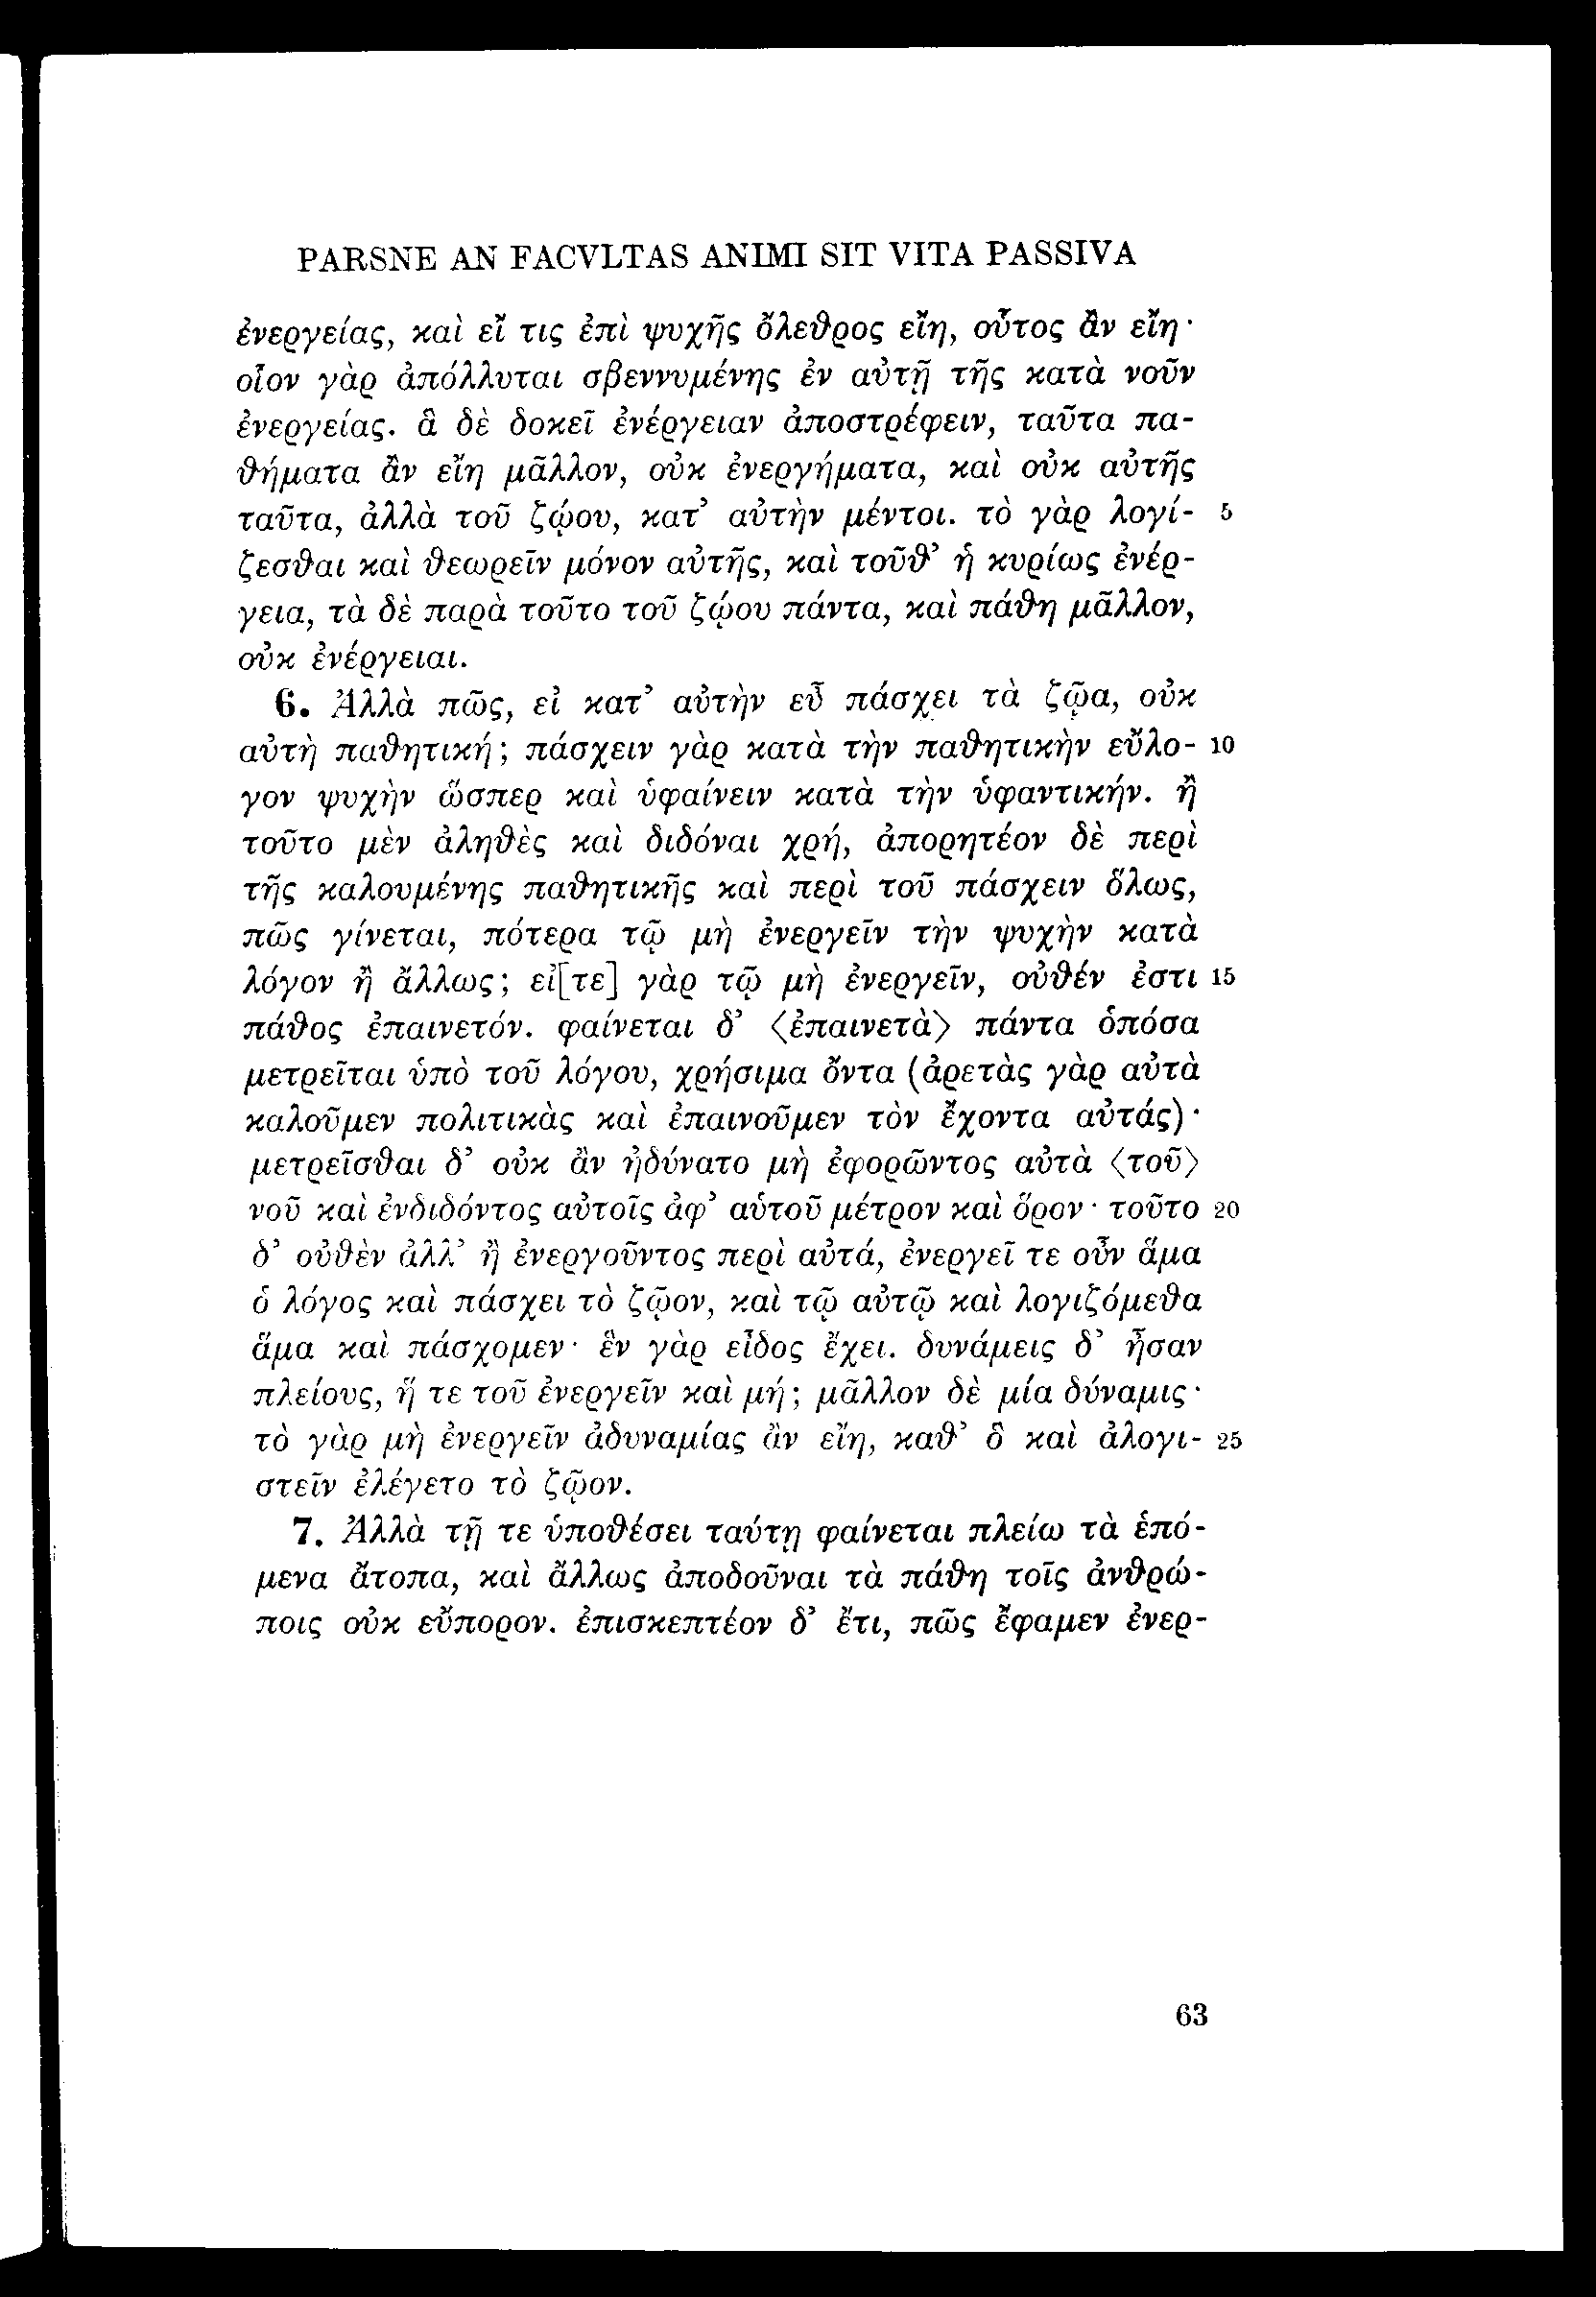 PARSNE AN FACVLTAS ANIMI SIT VITA PASSIVA
ἐνεργείας, καὶ εἴ τις ἐπὶ ψυχῆς ὄλεθρος εἴη, οὗτος ἂν εἴη·
οἷον γὰρ ἀπόλλυται σβεννυμένης ἐν αὐτῇ τῆς κατὰ νοῦν
ἐνεργείας. ἃ δὲ δοκεῖ ἐνέργειαν ἀποστρέφειν, ταῦτα πα-
θήματα ἂν εἴη μᾶλλον, οὐκ ἐνεργήματα, καὶ οὐκ αὐτῆς
ταῦτα, ἀλλὰ τοῦ ζῴου, κατ’ αὐτὴν μέντοι. τὸ γὰρ λογί- 5
ζεσθαι καὶ θεωρεῖν μόνον αὐτῆς, καὶ τοῦθ’ ἡ κυρίως ἐνέρ-
γεια, τὰ δὲ παρὰ τοῦτο τοῦ ζῴου πάντα, καὶ πάθη μᾶλλον,
οὐκ ἐνέργειαι.
6. Ἀλλὰ πῶς, εἰ κατ’ αὐτὴν εὖ πάσχει τὰ ζῷα, οὐκ
αὐτὴ παθητική; πάσχειν γὰρ κατὰ τὴν παθητικὴν εὔλο- 10
γον ψυχὴν ὥσπερ καὶ ὑφαίνειν κατὰ τὴν ὑφαντικήν. ἢ
τοῦτο μὲν ἀληθὲς καὶ διδόναι χρή, ἀπορητέον δὲ περὶ
τῆς καλουμένης παθητικῆς καὶ περὶ τοῦ πάσχειν ὅλως,
πῶς γίνεται, πότερα τῷ μὴ ἐνεργεῖν τὴν ψυχὴν κατὰ
λόγον ἢ ἄλλως; εἰ[τε] γὰρ τῷ μὴ ἐνεργεῖν, οὐθέν ἐστι 15
πάθος ἐπαινετόν. φαίνεται δ’ ⟨ἐπαινετὰ⟩ πάντα ὁπόσα
μετρεῖται ὑπὸ τοῦ λόγου, χρήσιμα ὄντα (ἀρετὰς γὰρ αὐτὰ
καλοῦμεν πολιτικὰς καὶ ἐπαινοῦμεν τὸν ἔχοντα αὐτάς)·
μετρεῖσθαι δ’ οὐκ ἂν ἠδύνατο μὴ ἐφορῶντος αὐτὰ ⟨τοῦ⟩
νοῦ καὶ ἐνδιδόντος αὐτοῖς ἀφ’ αὑτοῦ μέτρον καὶ ὅρον· τοῦτο 20
δ’ οὐθὲν ἀλλ’ ἢ ἐνεργοῦντος περὶ αὐτά, ἐνεργεῖ τε οὖν ἅμα
ὁ λόγος καὶ πάσχει τὸ ζῷον, καὶ τῷ αὐτῷ καὶ λογιζόμεθα
ἅμα καὶ πάσχομεν· ἓν γὰρ εἶδος ἔχει. δυνάμεις δ’ ἦσαν
πλείους, ἥ τε τοῦ ἐνεργεῖν καὶ μή; μᾶλλον δὲ μία δύναμις·
τὸ γὰρ μὴ ἐνεργεῖν ἀδυναμίας ἂν εἴη, καθ’ ὃ καὶ ἀλογι- 25
στεῖν ἐλέγετο τὸ ζῷον.
7. Ἀλλὰ τῇ τε ὑποθέσει ταύτῃ φαίνεται πλείω τὰ ἑπό-
μενα ἄτοπα, καὶ ἄλλως ἀποδοῦναι τὰ πάθη τοῖς ἀνθρώ-
ποις οὐκ εὔπορον. ἐπισκεπτέον δ’ ἔτι, πῶς ἔφαμεν ἐνερ-
63